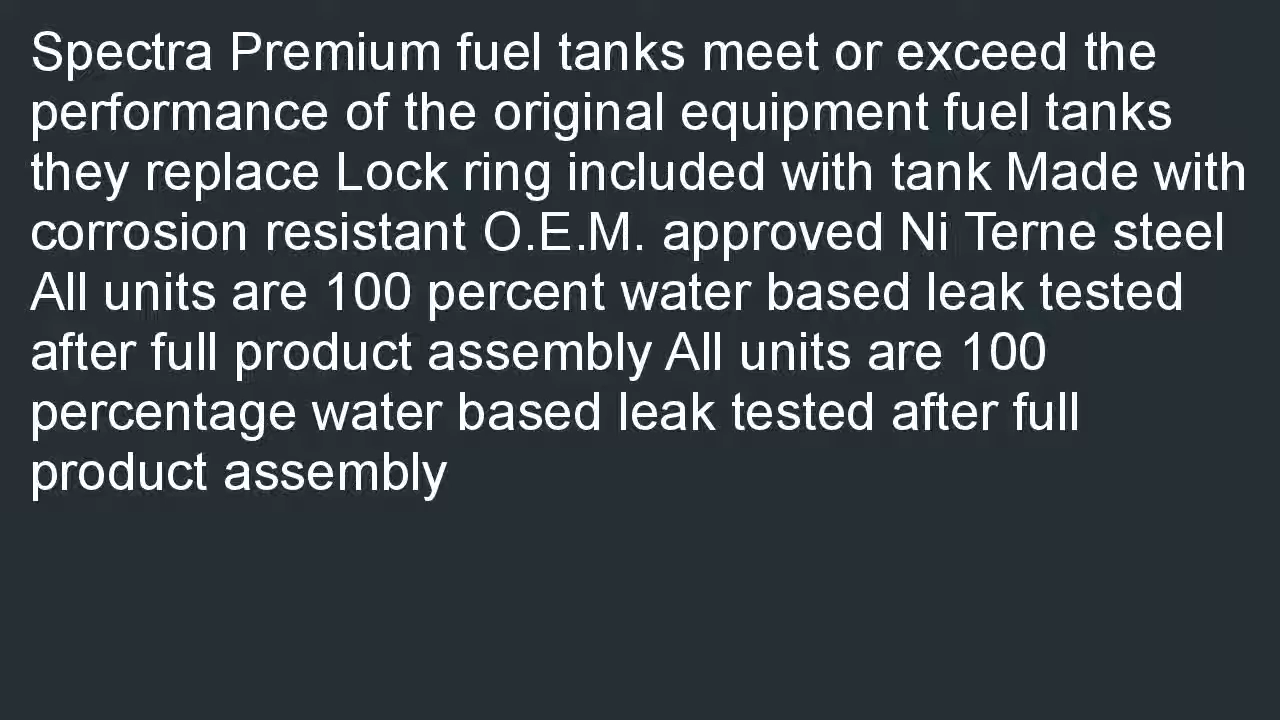 Spectra Premium fuel tanks meet or exceed the
performance of the original equipment fuel tanks
they replace Lock ring included with tank Made with
corrosion resistant O.E.M. approved Ni Terne steel
All units are 100 percent water based leak tested
after full product assembly All units are 100
percentage water based leak tested after full
product assembly